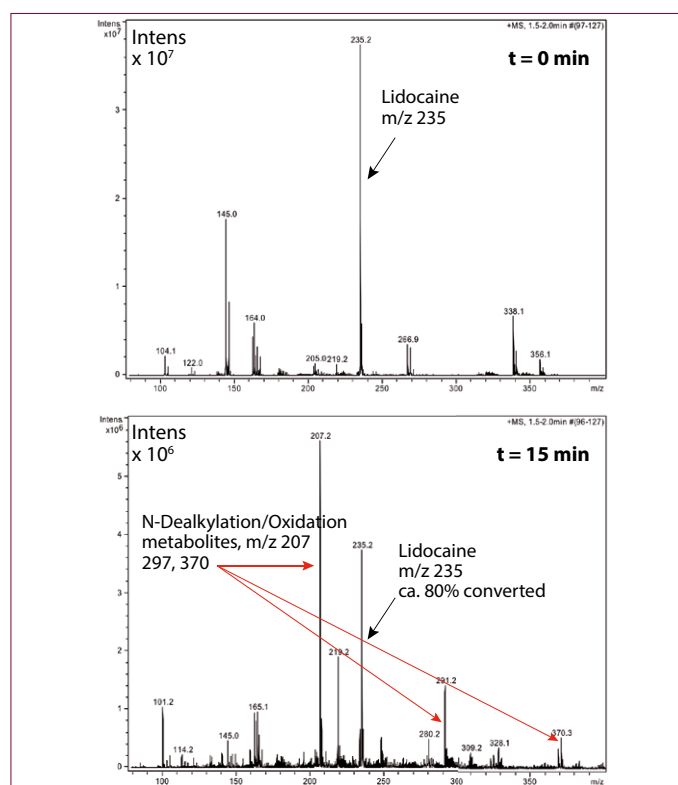 Intens
x10⁷
+MS, 1.5-2.0min #(97-127)
Intens
x 10⁷
t = 0 min
235.2
Lidocaine
m/z 235
3
2
145.0
1
164.0
338.1
266.9
104.1
122.0
205.0
219.2
356.1
0
100 150 200 250 300 350 m/z
Intens
x10⁶
+MS, 1.5-2.0min #(96-127)
Intens
x 10⁶
t = 15 min
207.2
5
4
235.2
N-Dealkylation/Oxidation
metabolites, m/z 207
297, 370
Lidocaine
m/z 235
ca. 80% converted
3
2
219.2
291.2
1
101.2
165.1
114.2
145.0
280.2
309.2
328.1
370.3
0
100 150 200 250 300 350 m/z